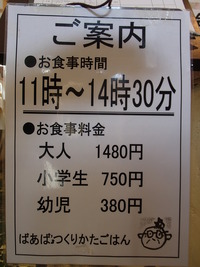 ご案内
●お食事時間
11時～14時30分
●お食事料金
大人 1480円
小学生 750円
幼児 380円
ばあばぁつくりかたごはん